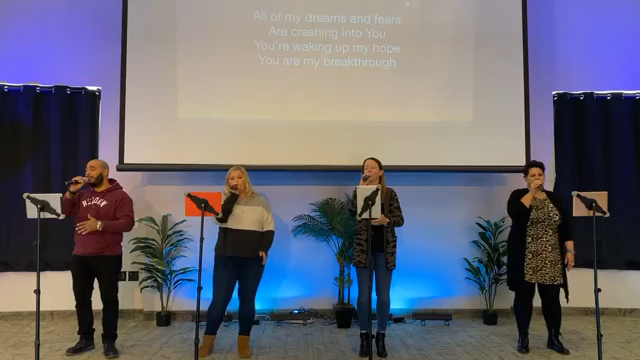 All of my dreams and fears
Are crashing into You
You're waking up my hope
You are my breakthrough